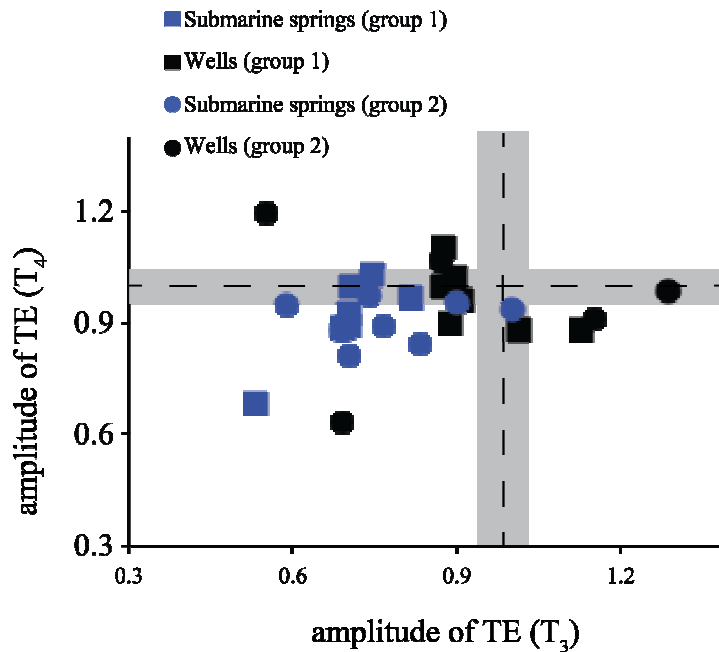 Submarine springs (group 1)
Wells (group 1)
Submarine springs (group 2)
Wells (group 2)
amplitude of TE (T4)
1.2
0.9
0.6
0.3
0.3
0.6
0.9
1.2
amplitude of TE (T3)